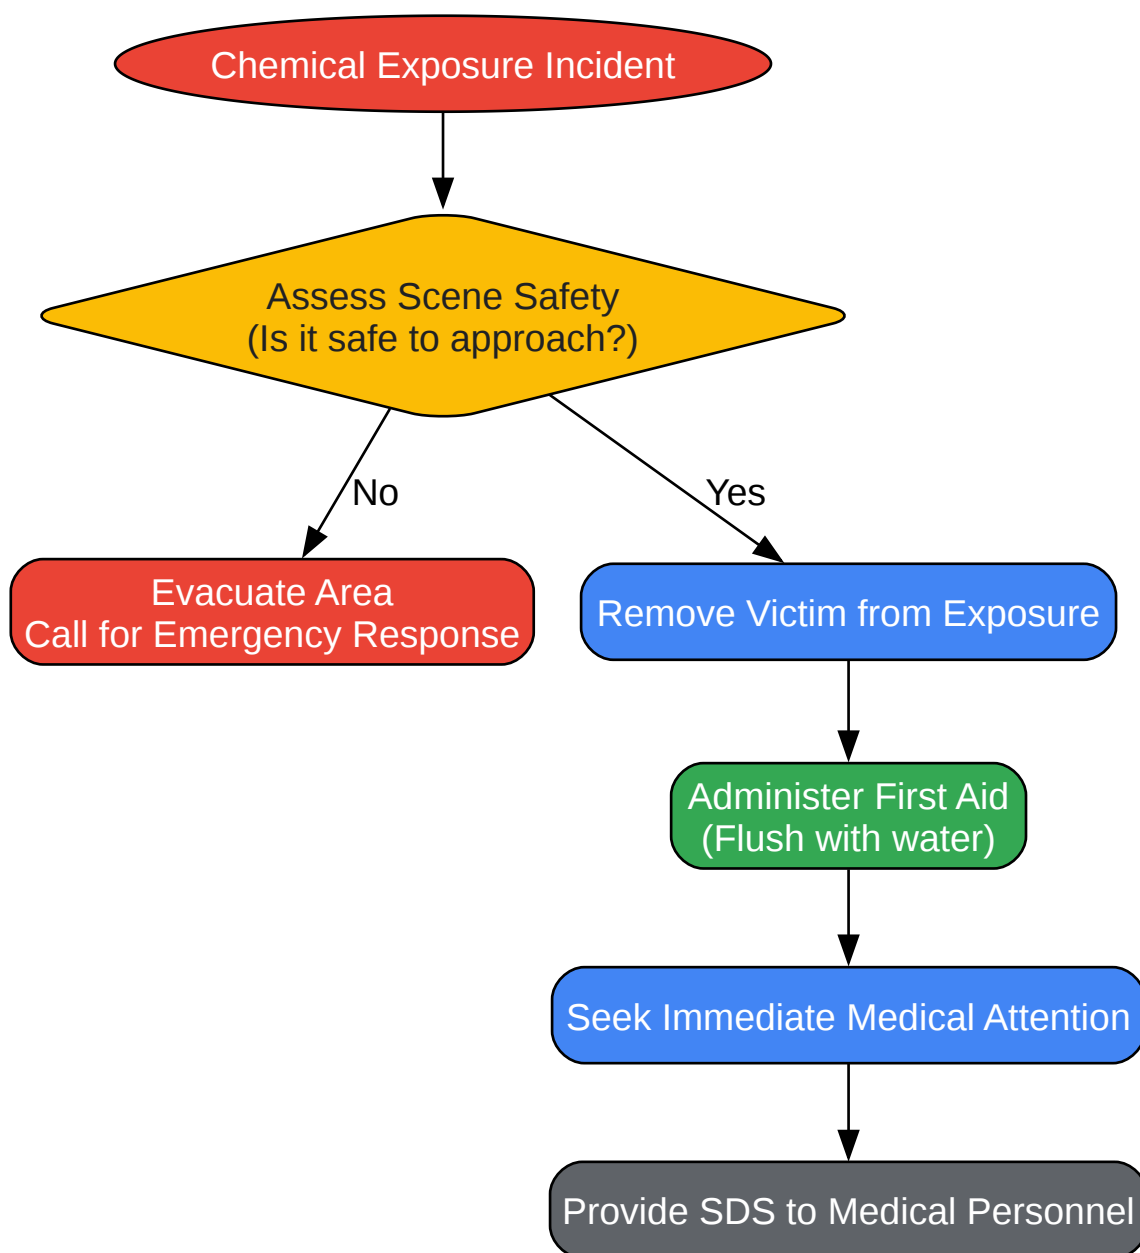 Chemical Exposure Incident
Assess Scene Safety
(Is it safe to approach?)
No
Yes
Evacuate Area
Call for Emergency Response
Remove Victim from Exposure
Administer First Aid
(Flush with water)
Seek Immediate Medical Attention
Provide SDS to Medical Personnel